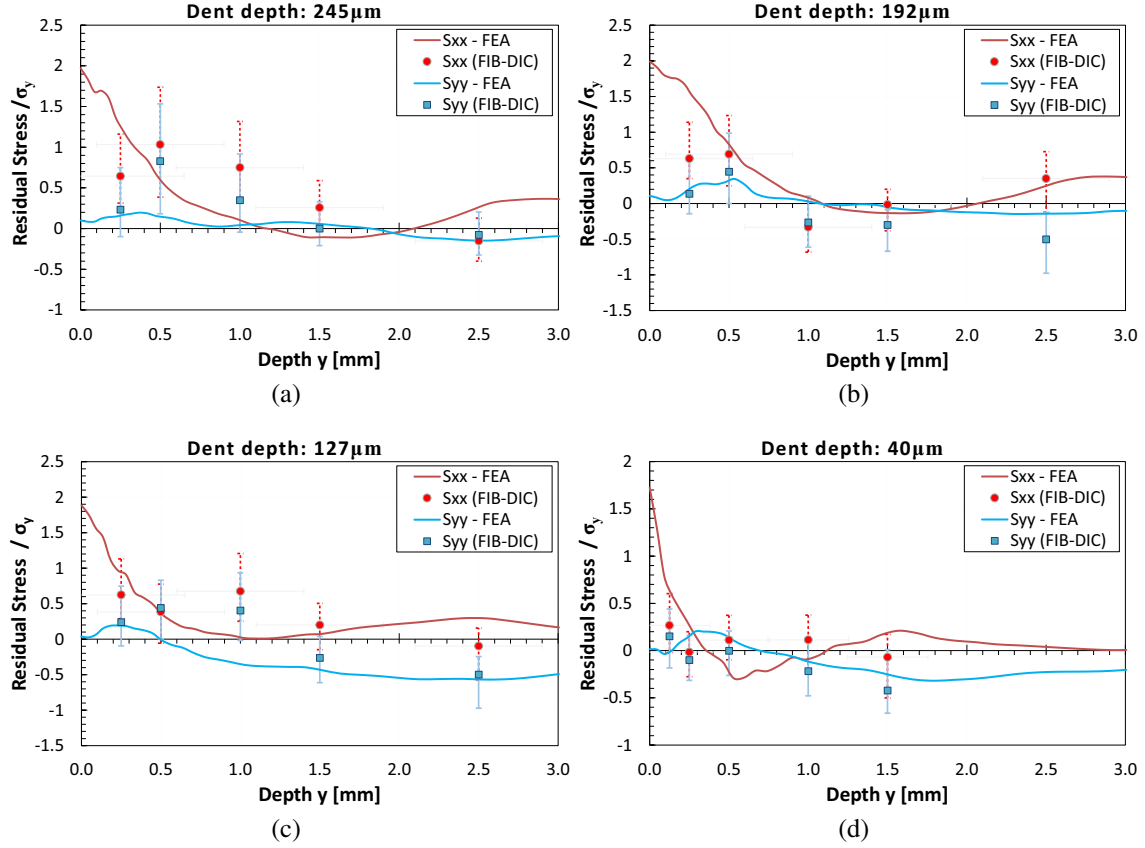 Dent depth: 245µm
Residual Stress /σy
2.5
2
1.5
1
0.5
0
-0.5
-1
0.0 0.5 1.0 1.5 2.0 2.5 3.0
Depth y [mm]
Sxx - FEA
Sxx (FIB-DIC)
Syy - FEA
Syy (FIB-DIC)
(a)
Dent depth: 192µm
Residual Stress /σy
2.5
2
1.5
1
0.5
0
-0.5
-1
-1.5
0.0 0.5 1.0 1.5 2.0 2.5 3.0
Depth y [mm]
Sxx - FEA
Sxx (FIB-DIC)
Syy - FEA
Syy (FIB-DIC)
(b)
Dent depth: 127µm
Residual Stress / σy
2.5
2
1.5
1
0.5
0
-0.5
-1
-1.5
0.0 0.5 1.0 1.5 2.0 2.5 3.0
Depth y [mm]
Sxx - FEA
Sxx (FIB-DIC)
Syy - FEA
Syy (FIB-DIC)
(c)
Dent depth: 40µm
Residual Stress /σy
2
1.5
1
0.5
0
-0.5
-1
0.0 0.5 1.0 1.5 2.0 2.5 3.0
Depth y [mm]
Sxx - FEA
Sxx (FIB-DIC)
Syy - FEA
Syy (FIB-DIC)
(d)